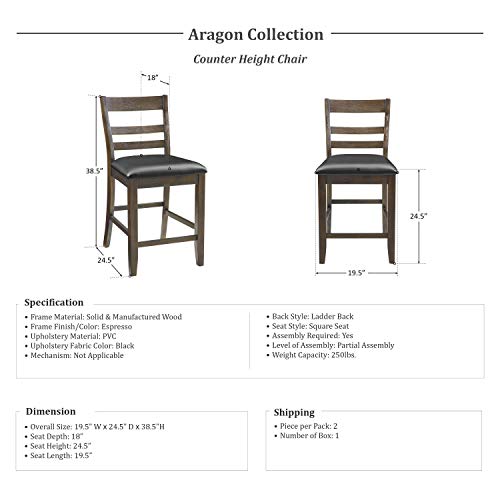 Aragon Collection
Counter Height Chair
18"
38.5"
24.5"
24.5"
19.5"
Specification
• Frame Material: Solid & Manufactured Wood
• Frame Finish/Color: Espresso
• Upholstery Material: PVC
• Upholstery Fabric Color: Black
• Mechanism: Not Applicable
• Back Style: Ladder Back
• Seat Style: Square Seat
• Assembly Required: Yes
• Level of Assembly: Partial Assembly
• Weight Capacity: 250lbs.
Dimension
• Overall Size: 19.5" W x 24.5" D x 38.5"H
• Seat Depth: 18"
• Seat Height: 24.5"
• Seat Length: 19.5"
Shipping
• Piece per Pack: 2
• Number of Box: 1